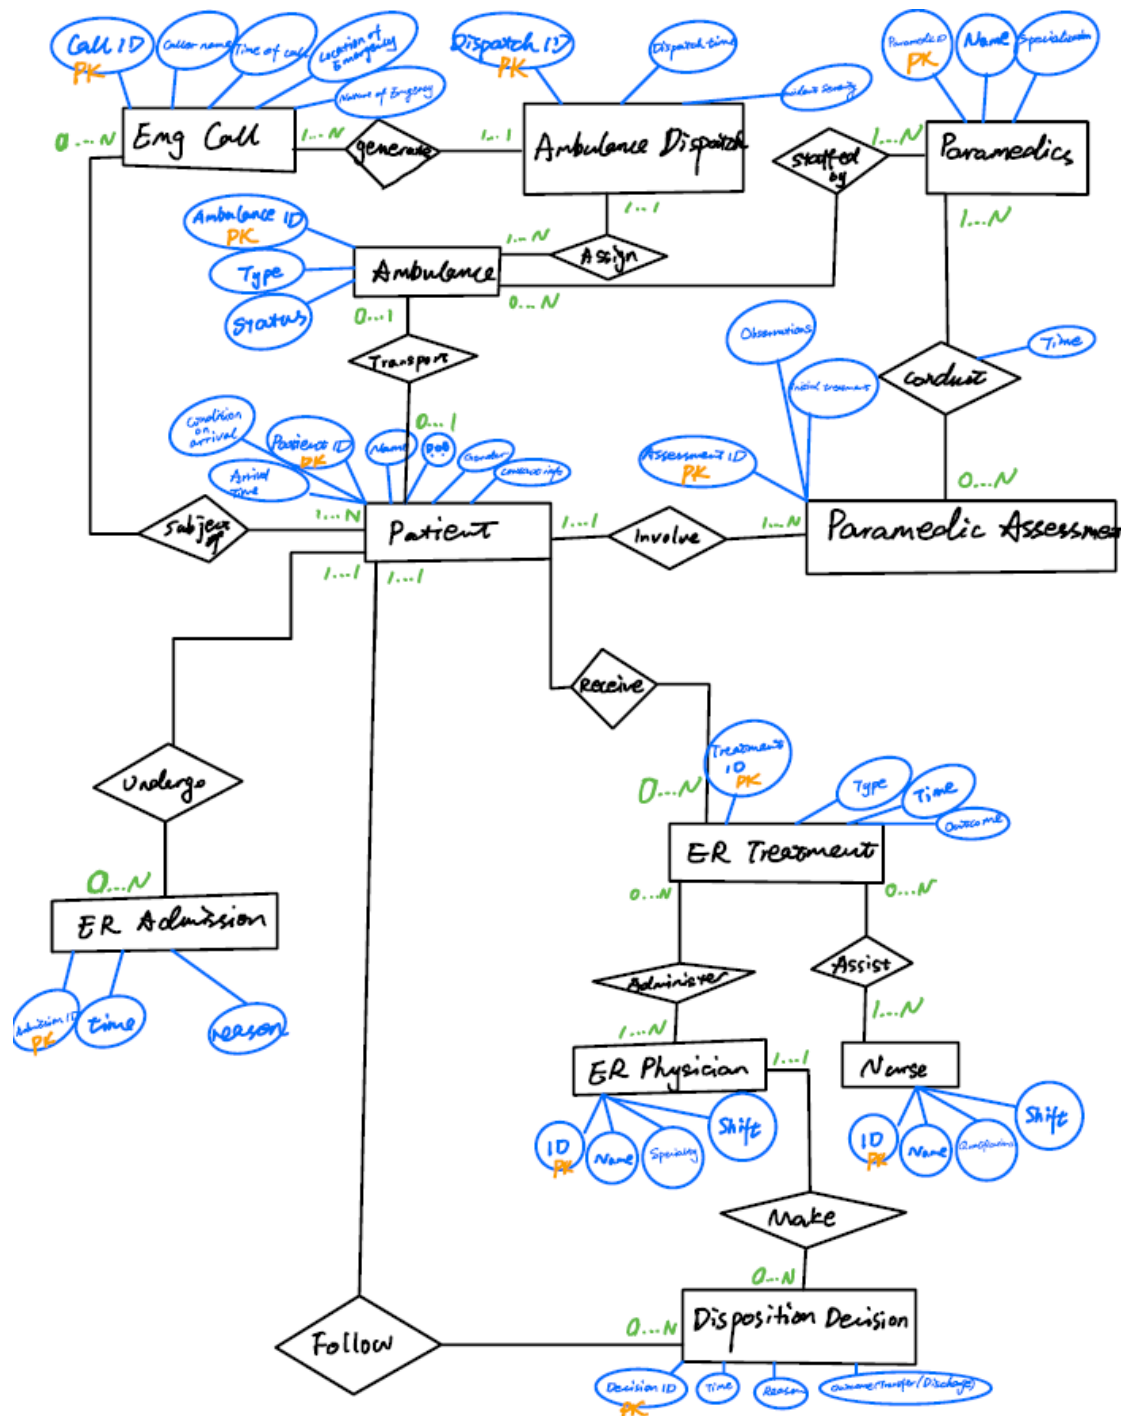 Call ID
PK
Caller name
Time of call
Location of
Emergency
Nature of Emgency
Dispatch ID
PK
Dispatch time
Paramedic ID
PK
Name
Specialization
0...N
Emg Call
1...N
generate
1...1
Ambulance Dispatch
Staffed
by
1...N
Paramedics
1...1
1...N
Ambulance ID
PK
Type
Status
Ambulance
1...N
Assign
0...N
0...1
Transport
Observations
Initial treatment
Conduct
Time
Condition
on
arrival
Arrival
Time
Patient ID
PK
Name
0...1
DOB
Gender
contact info
Assessment ID
PK
0...N
Subject
of
1...N
Patient
1...1
Involve
1...N
Paramedic Assessment
1...1
1...1
Receive
Undergo
0...N
Treatment
ID
PK
Type
Time
Outcome
ER Treatment
0...N
0...N
0...N
ER Admission
Admission ID
PK
time
reason
Administer
Assist
1...N
1...N
ER Physician
1...1
Nurse
ID
PK
Name
Specialty
Shift
ID
PK
Name
Qualifications
Shift
Make
0...N
Follow
0...N
Disposition Decision
Decision ID
PK
Time
Reason
Outcome(Transfer/Discharge)